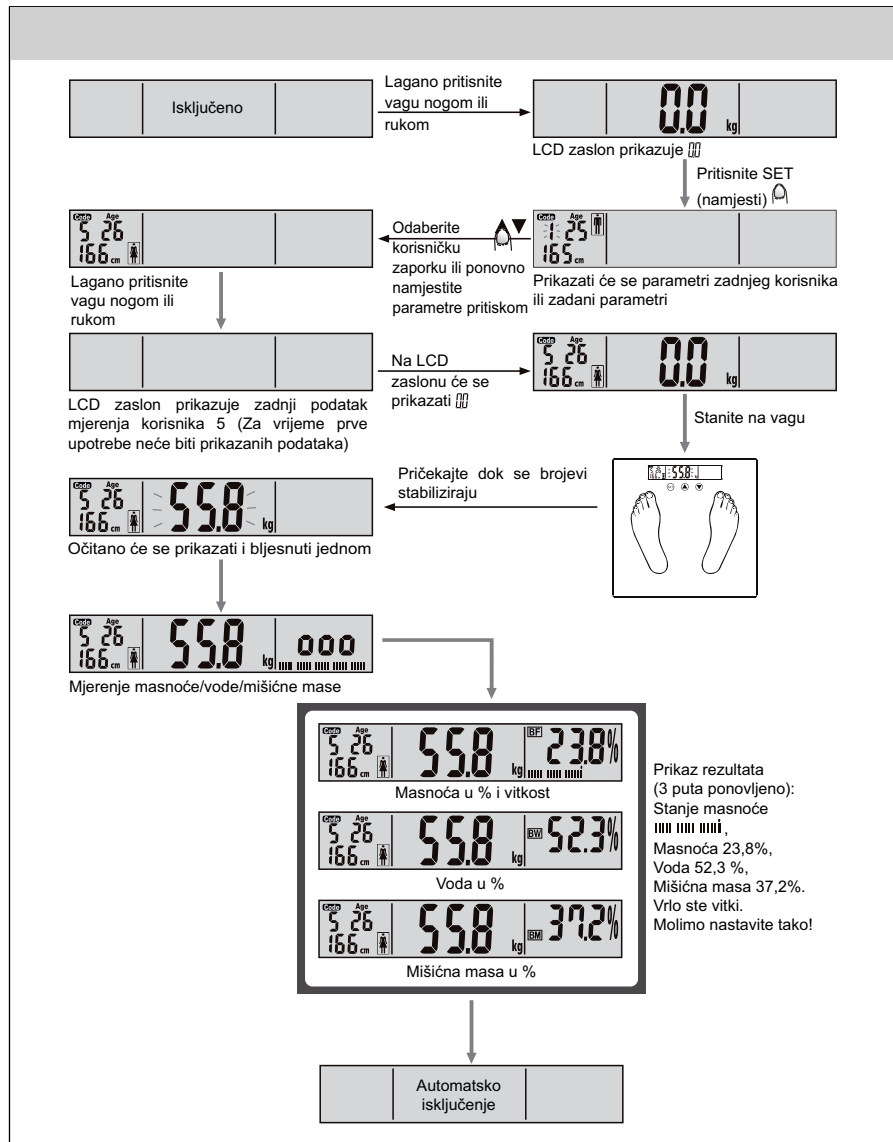 Isključeno
Lagano pritisnite
vagu nogom ili
rukom
0.0 kg
LCD zaslon prikazuje 0.0
Pritisnite SET
(namjesti)
Code Age
1 25
165 cm
Prikazati će se parametri zadnjeg korisnika
ili zadani parametri
Odaberite
korisničku
zaporku ili ponovno
namjestite
parametre pritiskom
Code Age
5 26
166 cm
Lagano pritisnite
vagu nogom ili
rukom
LCD zaslon prikazuje zadnji podatak
mjerenja korisnika 5 (Za vrijeme prve
upotrebe neće biti prikazanih podataka)
Na LCD
zaslonu će se
prikazati 0.0
Code Age
5 26
166 cm
0.0 kg
Stanite na vagu
55.8
Pričekajte dok se brojevi
stabiliziraju
Code Age
5 26
166 cm
55.8 kg
Očitano će se prikazati i bljesnuti jednom
Code Age
5 26
166 cm
55.8 kg
ooo
Mjerenje masnoće/vode/mišićne mase
Code Age
5 26
166 cm
55.8 kg
BF 23.8%
Masnoća u % i vitkost
Code Age
5 26
166 cm
55.8 kg
BW 52.3%
Voda u %
Code Age
5 26
166 cm
55.8 kg
BM 37.2%
Mišićna masa u %
Prikaz rezultata
(3 puta ponovljeno):
Stanje masnoće
,
Masnoća 23,8%,
Voda 52,3 %,
Mišićna masa 37,2%.
Vrlo ste vitki.
Molimo nastavite tako!
Automatsko
isključenje